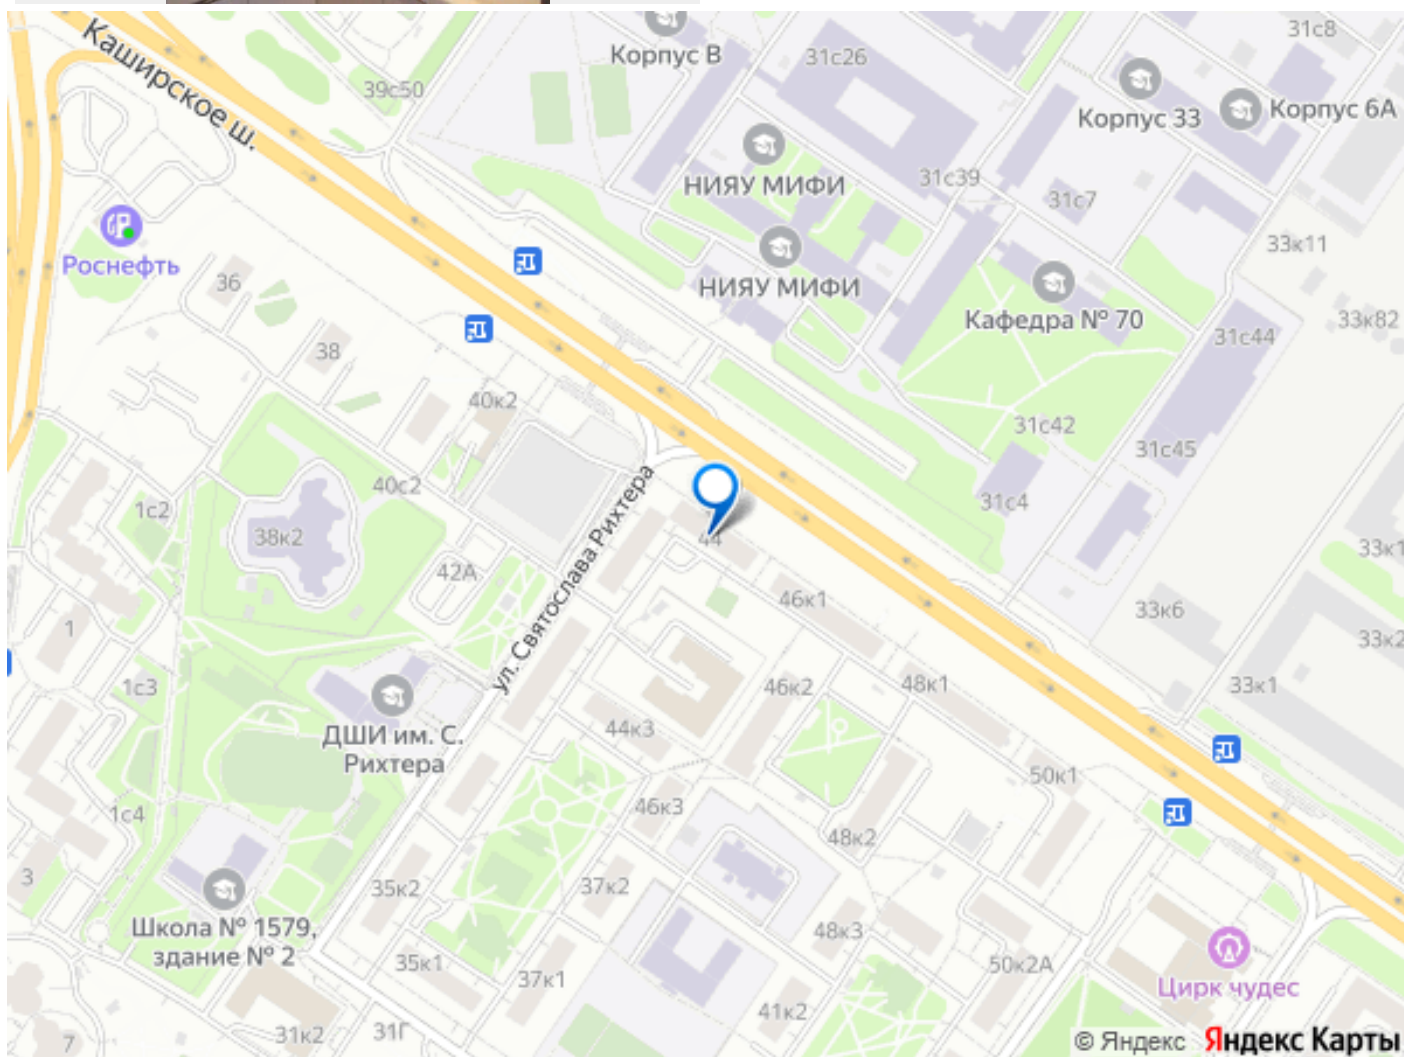 Каширское ш.
Корпус В
31с26
31с8
39с50
Корпус 33
Корпус 6А
НИЯУ МИФИ
31с39
31с7
33к11
Роснефть
36
НИЯУ МИФИ
Кафедра № 70
33к82
31с44
38
40к2
31с42
31с45
40с2
1с2
31с4
38к2
44
33к1
42А
ул. Святослава Рихтера
46к1
33к6
1
33к2
1с3
46к2
48к1
33к1
ДШИ им. С.
Рихтера
44к3
50к1
1с4
46к3
48к2
3
35к2
37к2
Школа № 1579,
здание № 2
48к3
35к1
37к1
50к2А
Цирк чудес
7
31к2
31Г
41к2
© Яндекс Яндекс Карты